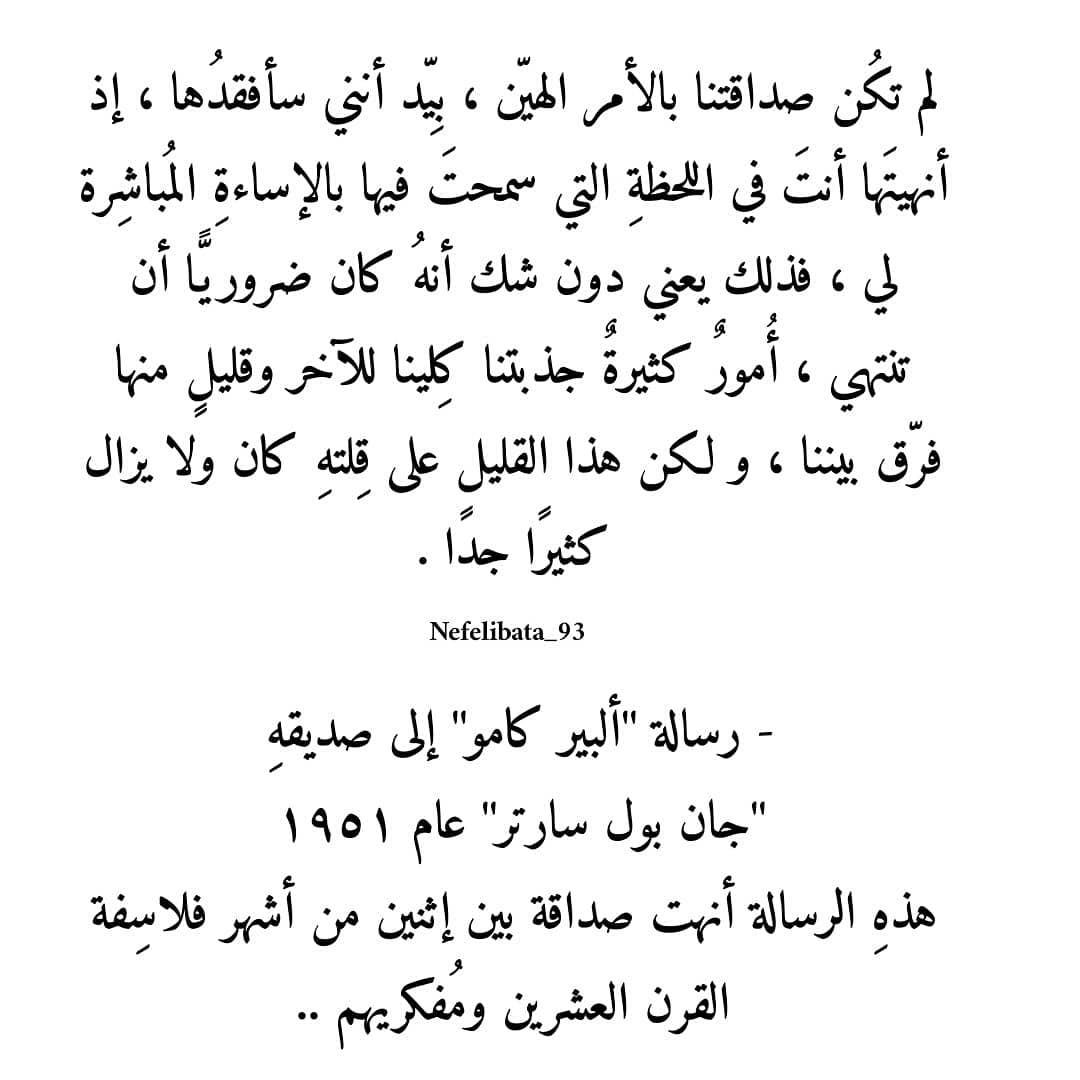 لم تكُن صداقتنا بالأمر الهيّن ، بِيّد أنني سأفقدُها ، إذ
أنهيتَها أنتَ في اللحظةِ التي سمحتَ فيها بالإساءةِ المُباشِرة
لي ، فذلك يعني دون شك أنهُ كان ضروريًّا أن
تنتهي ، أُمورٌ كثيرةٌ جذبتنا كِلينا للآخر وقليلٍ منها
فرّق بيننا ، و لكن هذا القليل على قِلتهِ كان ولا يزال
كثيرًا جدًا .
Nefelibata_93
- رسالة "ألبير كامو" إلى صديقهِ
"جان بول سارتر" عام ١٩٥١
هذهِ الرسالة أنهت صداقة بين إثنين من أشهر فلاسِفة
القرن العشرين ومُفكريهم ..